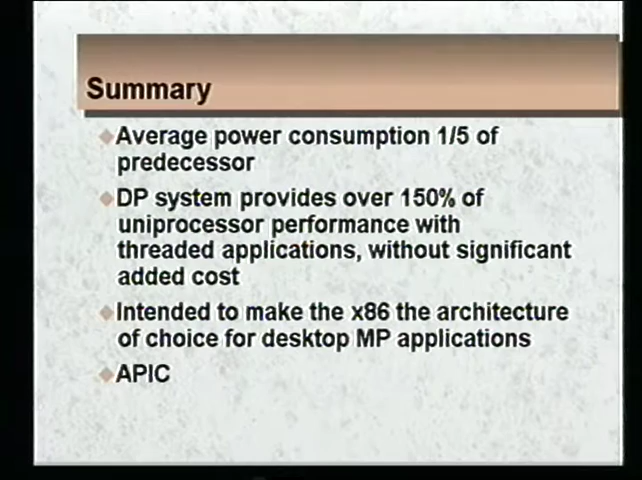 Summary
Average power consumption 1/5 of
predecessor
DP system provides over 150% of
uniprocessor performance with
threaded applications, without significant
added cost
Intended to make the x86 the architecture
of choice for desktop MP applications
APIC